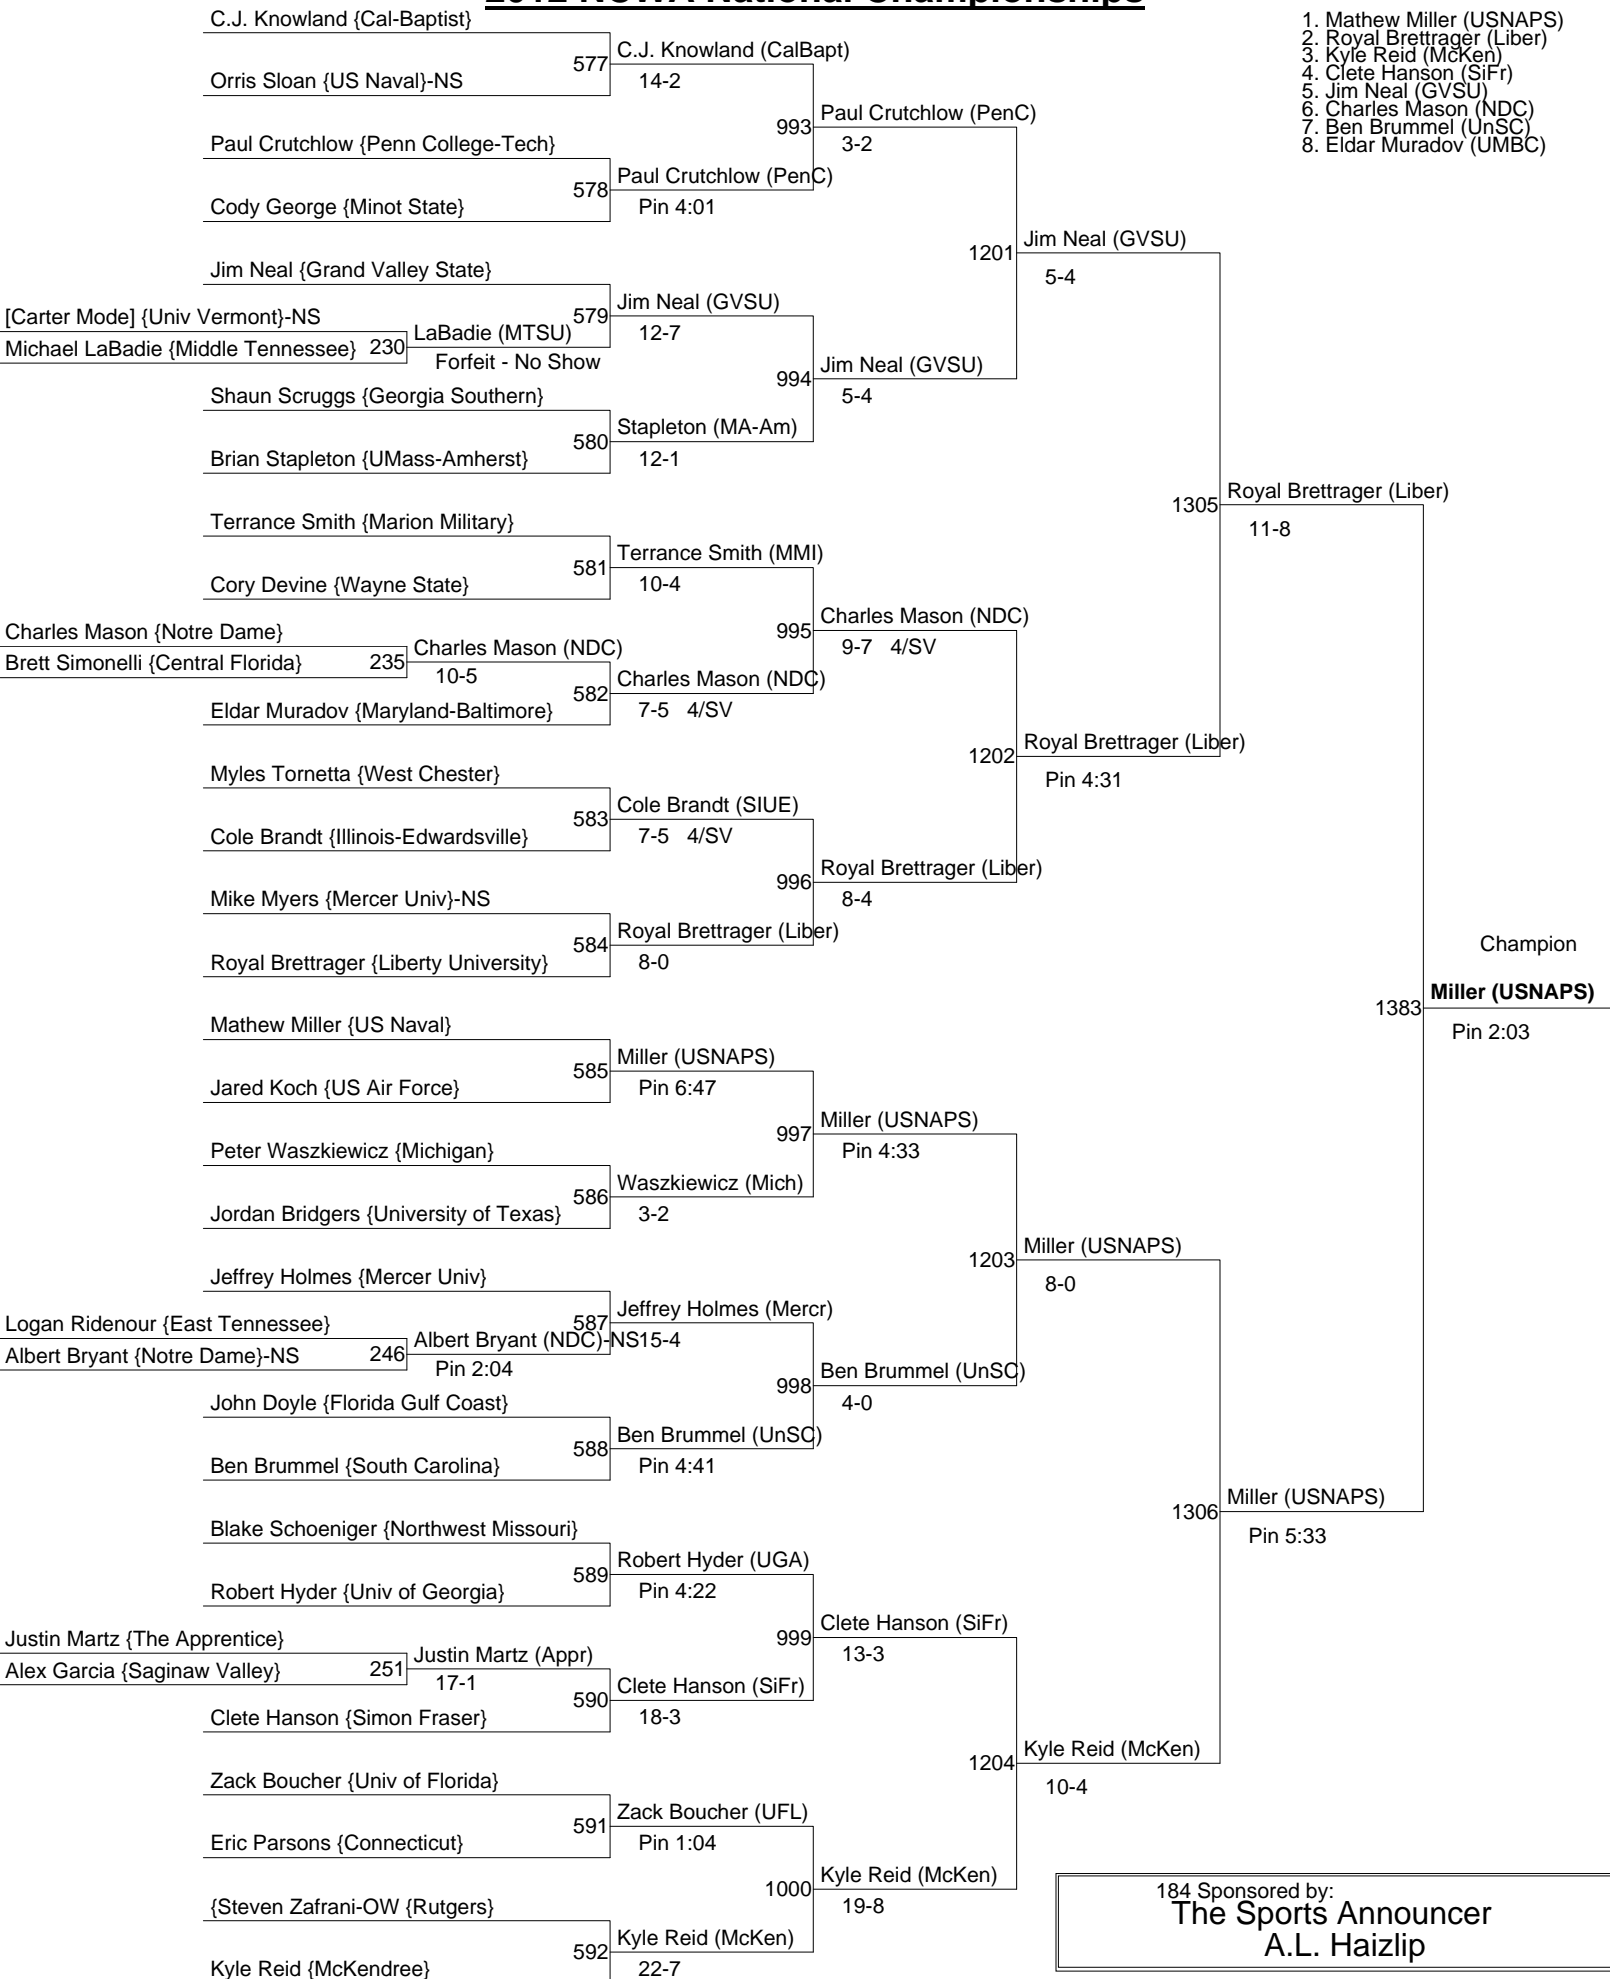 2012 NCWA National Championships
1. Mathew Miller (USNAPS)
2. Royal Brettrager (Liber)
3. Kyle Reid (McKen)
4. Clete Hanson (SiFr)
5. Jim Neal (GVSU)
6. Charles Mason (NDC)
7. Ben Brummel (UnSC)
8. Eldar Muradov (UMBC)
C.J. Knowland {Cal-Baptist}
577 C.J. Knowland (CalBapt)
14-2
Orris Sloan {US Naval}-NS
993 Paul Crutchlow (PenC)
3-2
Paul Crutchlow {Penn College-Tech}
578 Paul Crutchlow (PenC)
Pin 4:01
Cody George {Minot State}
1201 Jim Neal (GVSU)
5-4
Jim Neal {Grand Valley State}
579 Jim Neal (GVSU)
12-7
[Carter Mode] {Univ Vermont}-NS
Michael LaBadie {Middle Tennessee} 230 LaBadie (MTSU)
Forfeit - No Show
994 Jim Neal (GVSU)
5-4
Shaun Scruggs {Georgia Southern}
580 Stapleton (MA-Am)
12-1
Brian Stapleton {UMass-Amherst}
1305 Royal Brettrager (Liber)
11-8
Terrance Smith {Marion Military}
581 Terrance Smith (MMI)
10-4
Cory Devine {Wayne State}
995 Charles Mason (NDC)
9-7 4/SV
Charles Mason {Notre Dame}
Brett Simonelli {Central Florida} 235 Charles Mason (NDC)
10-5
582 Charles Mason (NDC)
7-5 4/SV
Eldar Muradov {Maryland-Baltimore}
1202 Royal Brettrager (Liber)
Pin 4:31
Myles Tornetta {West Chester}
583 Cole Brandt (SIUE)
7-5 4/SV
Cole Brandt {Illinois-Edwardsville}
996 Royal Brettrager (Liber)
8-4
Mike Myers {Mercer Univ}-NS
584 Royal Brettrager (Liber)
8-0
Royal Brettrager {Liberty University}
Champion
1383 Miller (USNAPS)
Pin 2:03
Mathew Miller {US Naval}
585 Miller (USNAPS)
Pin 6:47
Jared Koch {US Air Force}
997 Miller (USNAPS)
Pin 4:33
Peter Waszkiewicz {Michigan}
586 Waszkiewicz (Mich)
3-2
Jordan Bridgers {University of Texas}
1203 Miller (USNAPS)
8-0
Jeffrey Holmes {Mercer Univ}
587 Jeffrey Holmes (Mercr)
15-4
Logan Ridenour {East Tennessee}
Albert Bryant {Notre Dame}-NS 246 Albert Bryant (NDC)-NS
Pin 2:04
998 Ben Brummel (UnSC)
4-0
John Doyle {Florida Gulf Coast}
588 Ben Brummel (UnSC)
Pin 4:41
Ben Brummel {South Carolina}
1306 Miller (USNAPS)
Pin 5:33
Blake Schoeniger {Northwest Missouri}
589 Robert Hyder (UGA)
Pin 4:22
Robert Hyder {Univ of Georgia}
999 Clete Hanson (SiFr)
13-3
Justin Martz {The Apprentice}
Alex Garcia {Saginaw Valley} 251 Justin Martz (Appr)
17-1
590 Clete Hanson (SiFr)
18-3
Clete Hanson {Simon Fraser}
1204 Kyle Reid (McKen)
10-4
Zack Boucher {Univ of Florida}
591 Zack Boucher (UFL)
Pin 1:04
Eric Parsons {Connecticut}
1000 Kyle Reid (McKen)
19-8
{Steven Zafrani-OW {Rutgers}
592 Kyle Reid (McKen)
22-7
Kyle Reid {McKendree}
184 Sponsored by:
The Sports Announcer
A.L. Haizlip